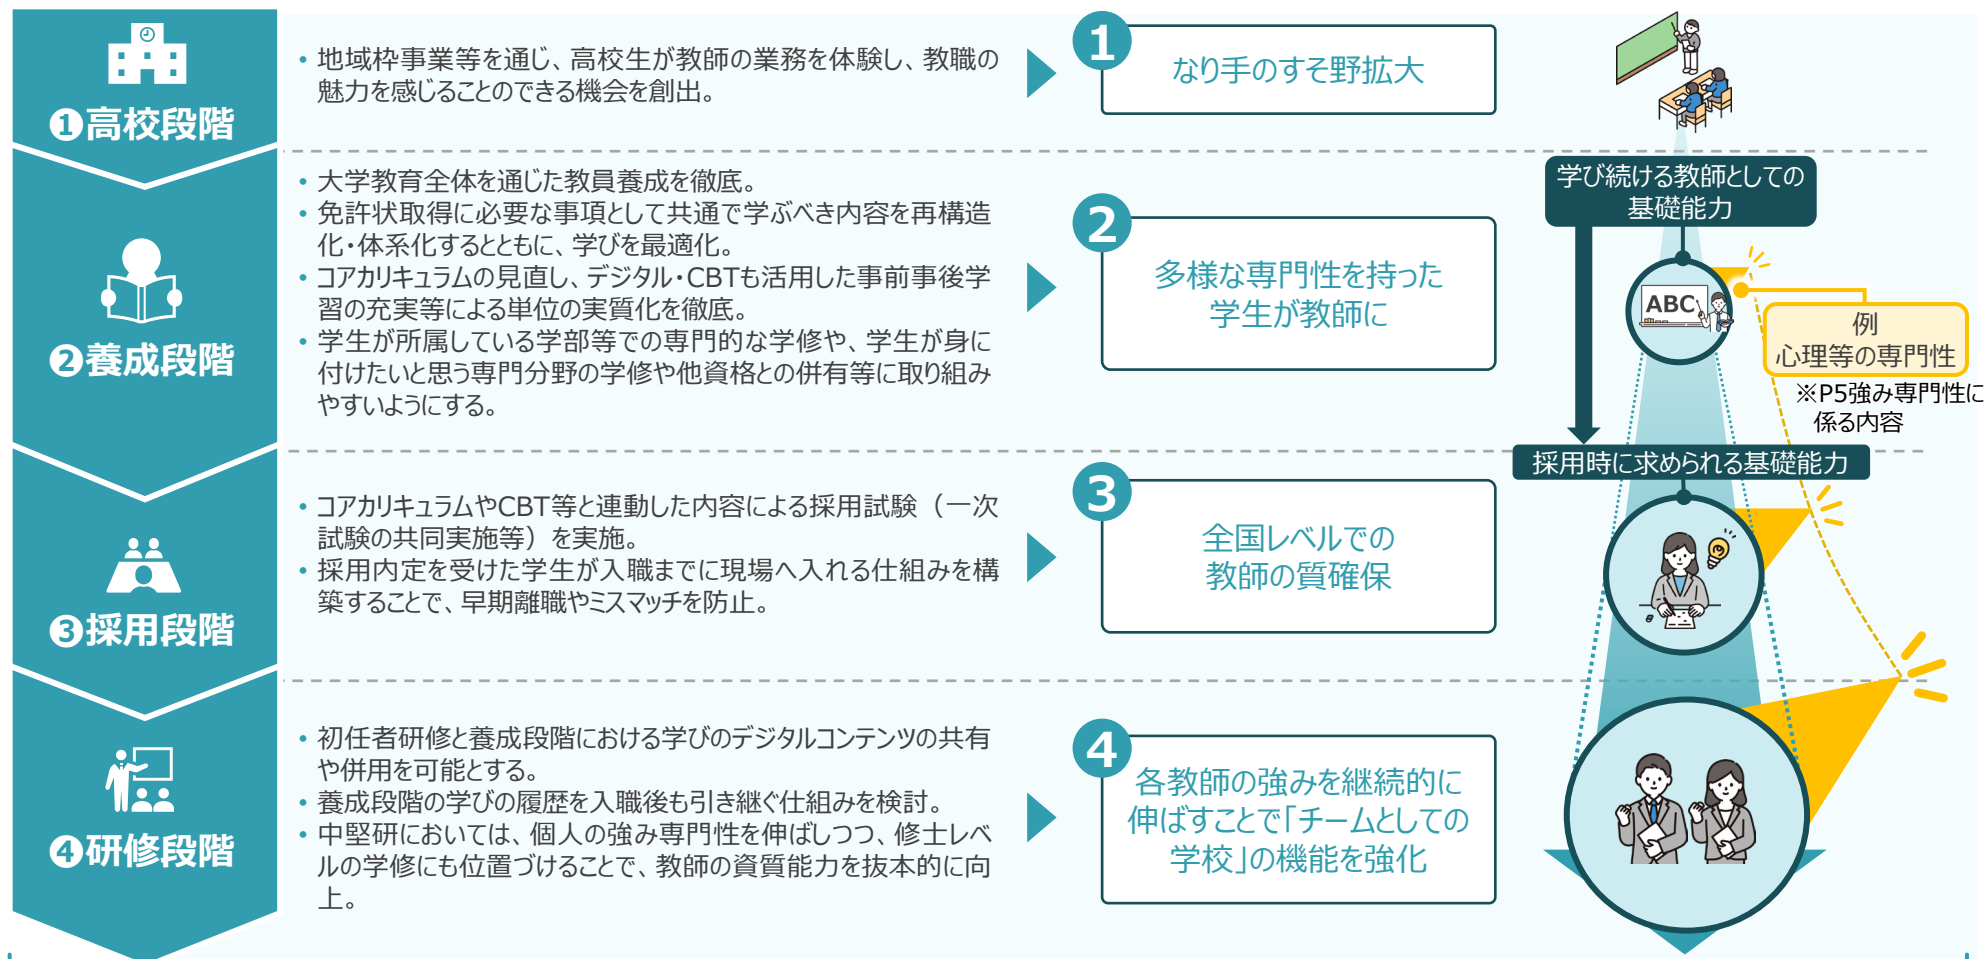 ❶高校段階
• 地域枠事業等を通じ、高校生が教師の業務を体験し、教職の
魅力を感じることのできる機会を創出。
1
なり手のすそ野拡大
❷養成段階
• 大学教育全体を通じた教員養成を徹底。
• 免許状取得に必要な事項として共通で学ぶべき内容を再構造
化・体系化するとともに、学びを最適化。
• コアカリキュラムの見直し、デジタル・CBTも活用した事前事後学
習の充実等による単位の実質化を徹底。
• 学生が所属している学部等での専門的な学修や、学生が身に
付けたいと思う専門分野の学修や他資格との併有等に取り組み
やすいようにする。
2
多様な専門性を持った
学生が教師に
学び続ける教師としての
基礎能力
ABC
例
心理等の専門性
※P5強み専門性に
係る内容
採用時に求められる基礎能力
❸採用段階
• コアカリキュラムやCBT等と連動した内容による採用試験（一次
試験の共同実施等）を実施。
• 採用内定を受けた学生が入職までに現場へ入れる仕組みを構
築することで、早期離職やミスマッチを防止。
3
全国レベルでの
教師の質確保
❹研修段階
• 初任者研修と養成段階における学びのデジタルコンテンツの共有
や併用を可能とする。
• 養成段階の学びの履歴を入職後も引き継ぐ仕組みを検討。
• 中堅研においては、個人の強み専門性を伸ばしつつ、修士レベ
ルの学修にも位置づけることで、教師の資質能力を抜本的に向
上。
4
各教師の強みを継続的に
伸ばすことで「チームとしての
学校」の機能を強化